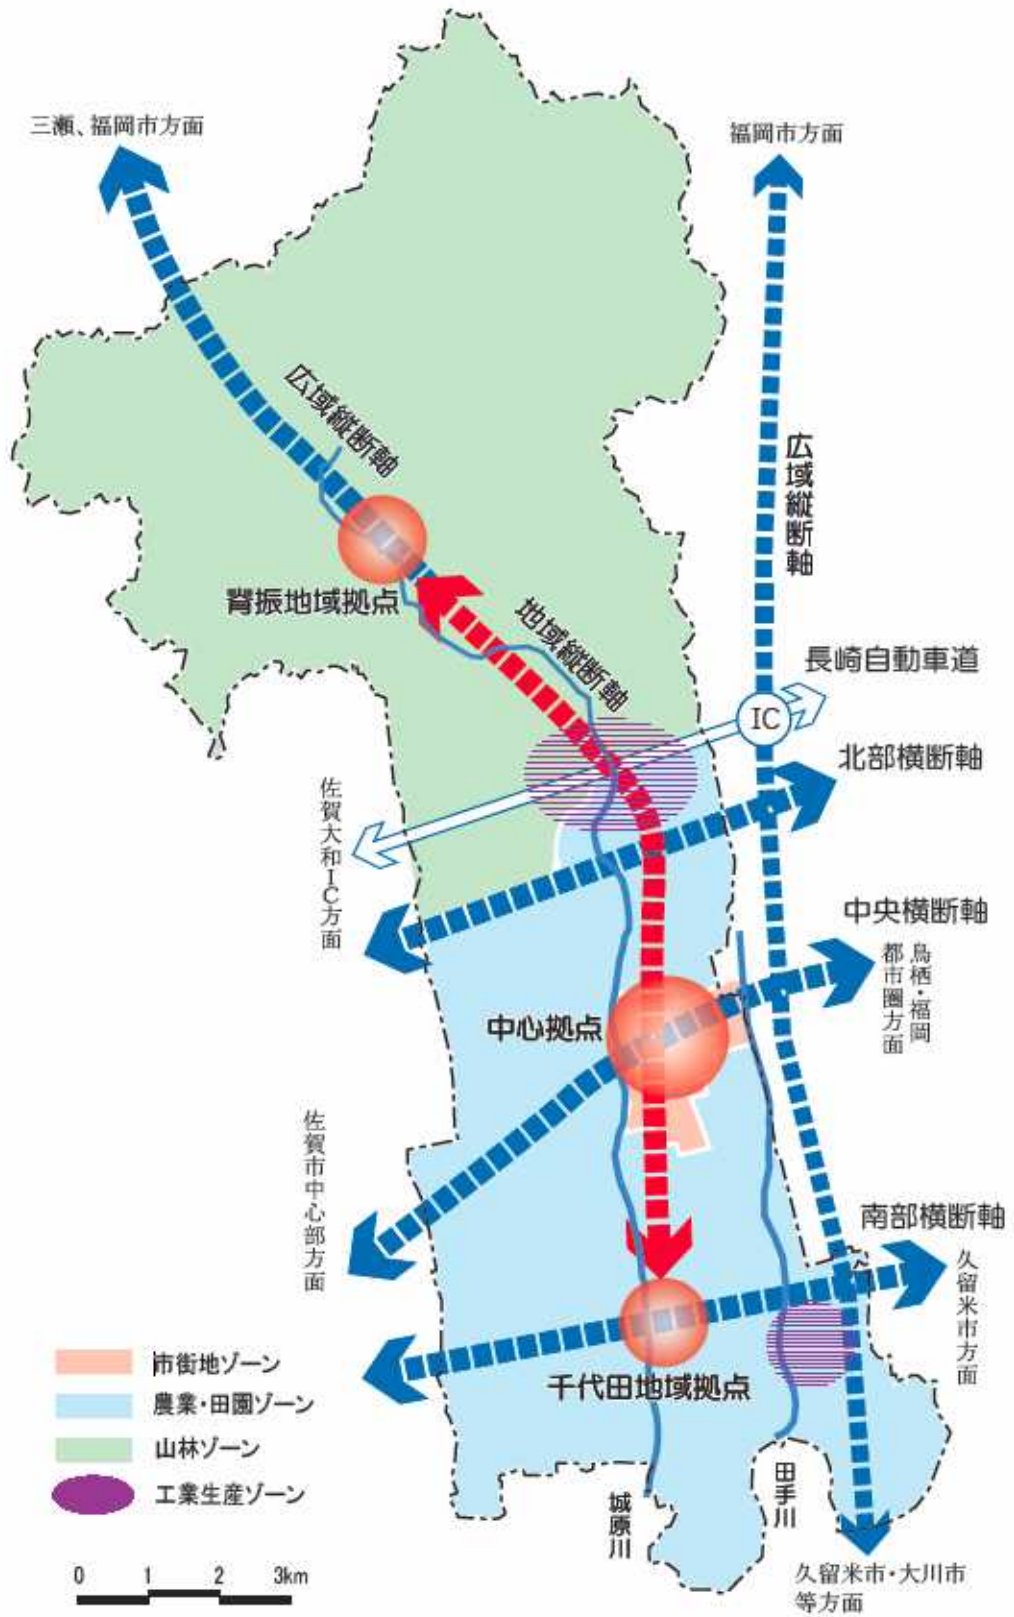 三瀬、福岡市方面
福岡市方面
広域縦断軸
広域縦断軸
脊振地域拠点
地域縦断軸
長崎自動車道
IC
北部横断軸
佐賀大和IC方面
中央横断軸
鳥栖・福岡
都市圏方面
中心拠点
佐賀市中心部方面
南部横断軸
久留米市方面
千代田地域拠点
市街地ゾーン
農業・田園ゾーン
山林ゾーン
工業生産ゾーン
城原川
田手川
0 1 2 3km
久留米市・大川市
等方面